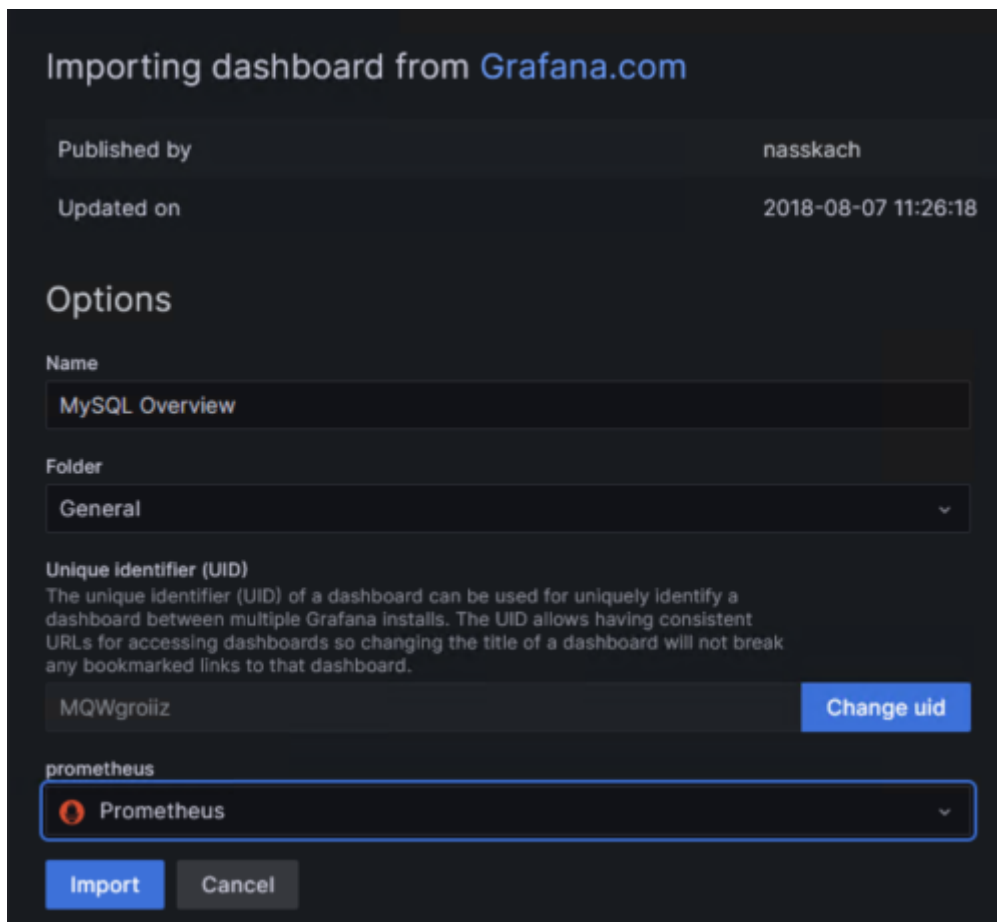 Importing dashboard from Grafana.com
Published by nasskach
Updated on 2018-08-07 11:26:18
Options
Name
MySQL Overview
Folder
General
Unique identifier (UID)
The unique identifier (UID) of a dashboard can be used for uniquely identify a
dashboard between multiple Grafana installs. The UID allows having consistent
URLs for accessing dashboards so changing the title of a dashboard will not break
any bookmarked links to that dashboard.
MQWgroiiz Change uid
prometheus
Prometheus
Import Cancel